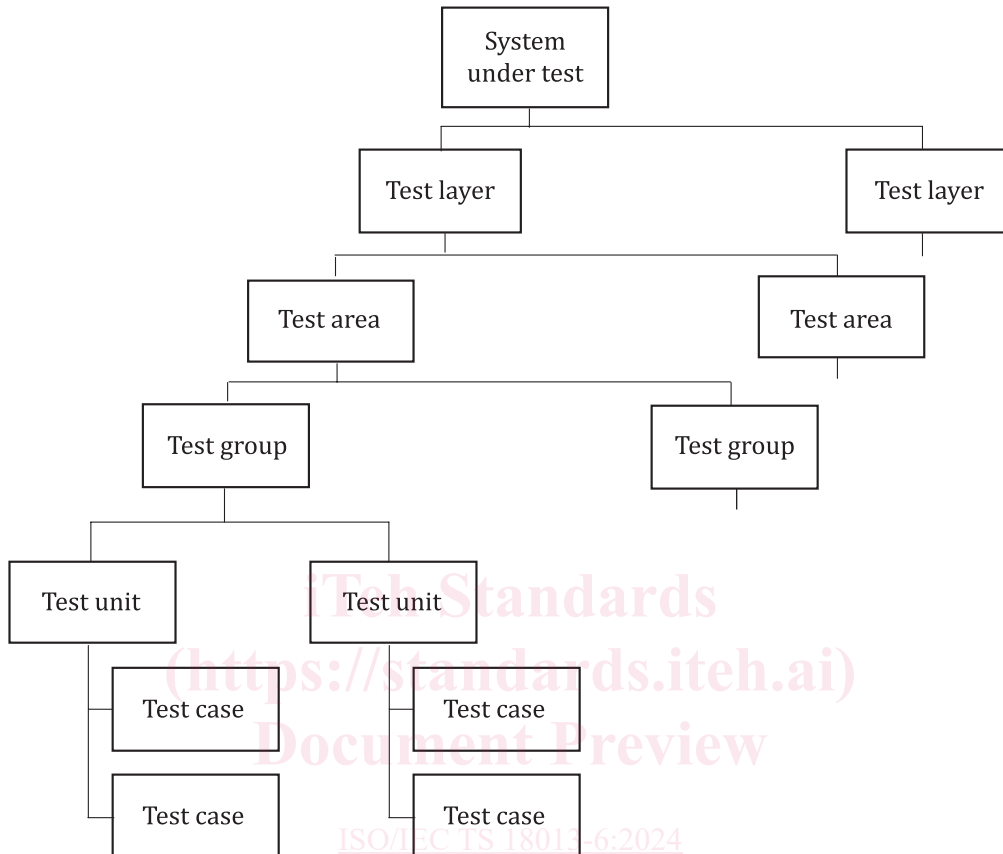 System
under test
Test layer
Test layer
Test area
Test area
Test group
Test group
Test unit
Test unit
iTeh Standards
(https://standards.iteh.ai)
Test case
Test case
Document Preview
Test case
Test case
ISO/IEC TS 18013-6:2024